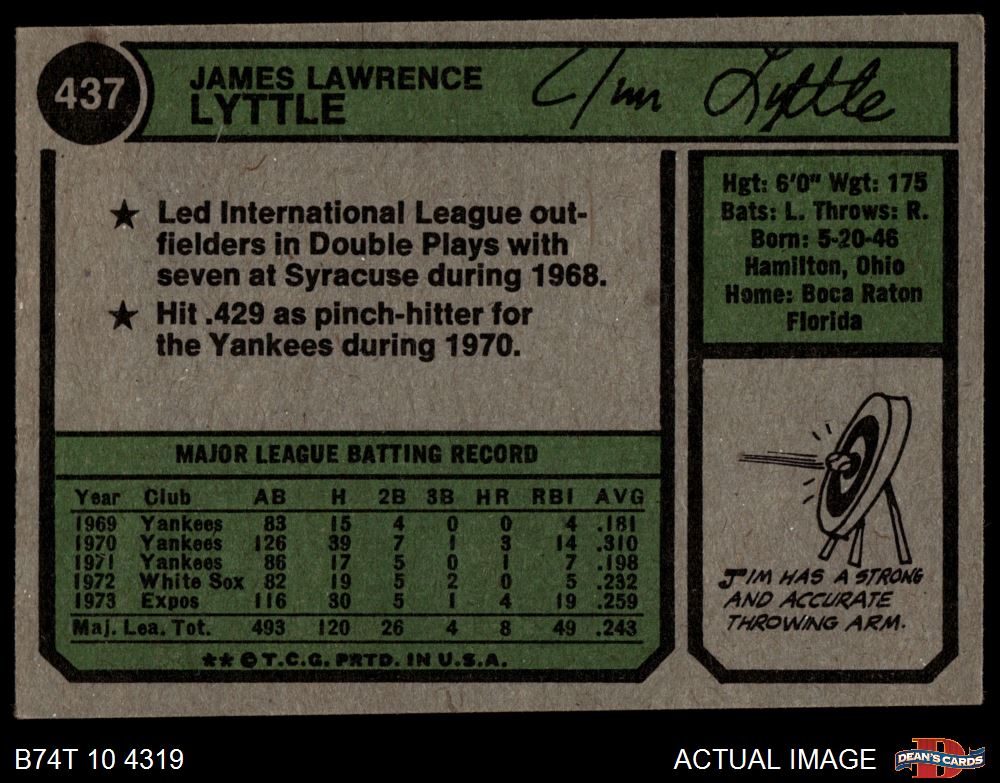 437
JAMES LAWRENCE
LYTTLE
Jim Lyttle
★ Led International League out-
fielders in Double Plays with
seven at Syracuse during 1968.
★ Hit .429 as pinch-hitter for
the Yankees during 1970.
Hgt: 6'0" Wgt: 175
Bats: L. Throws: R.
Born: 5-20-46
Hamilton, Ohio
Home: Boca Raton
Florida
MAJOR LEAGUE BATTING RECORD
Year Club AB H 2B 3B HR RBI AVG
1969 Yankees 83 15 4 0 0 4 .181
1970 Yankees 126 39 7 1 3 14 .310
1971 Yankees 86 17 5 0 1 7 .198
1972 White Sox 82 19 5 2 0 5 .232
1973 Expos 116 30 5 1 4 19 .259
Maj. Lea. Tot. 493 120 26 4 8 49 .243
** © T.C.G. PRTD. IN U.S.A.
JIM HAS A STRONG
AND ACCURATE
THROWING ARM.
B74T 10 4319
ACTUAL IMAGE
D
DEAN'S CARDS